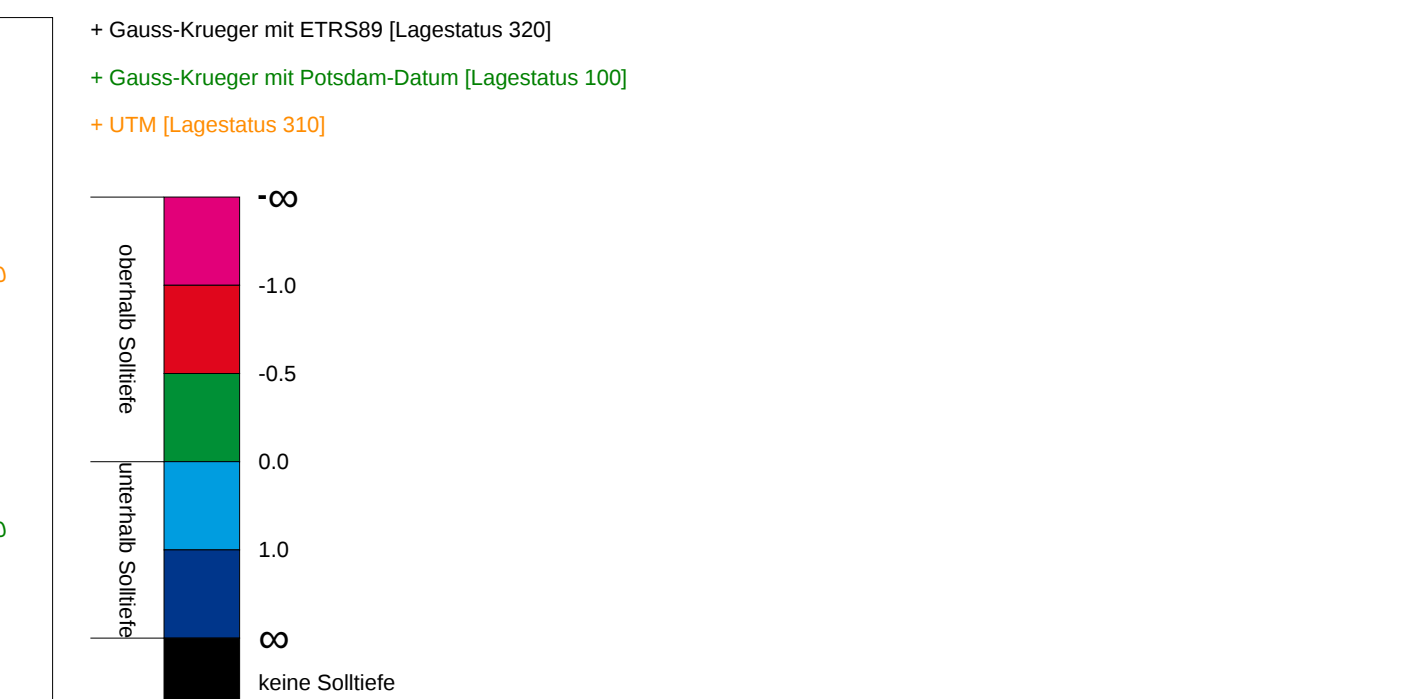 + Gauss-Krueger mit ETRS89 [Lagestatus 320]
+ Gauss-Krueger mit Potsdam-Datum [Lagestatus 100]
+ UTM [Lagestatus 310]
-∞
oberhalb Solltiefe
-1.0
-0.5
0.0
unterhalb Solltiefe
1.0
∞
keine Solltiefe